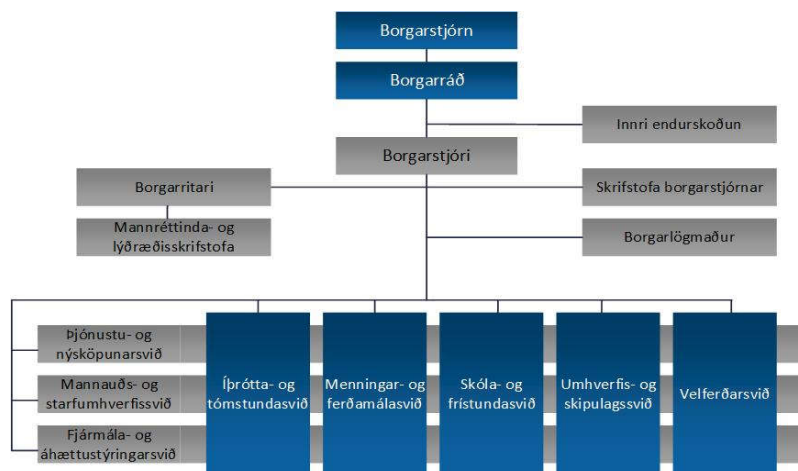 Borgarstjórn
Borgarráð
Innri endurskoðun
Borgarstjóri
Borgarritari
Skrifstofa borgarstjórnar
Mannréttinda- og
lýðræðisskrifstofa
Borgarlögmaður
Þjónustu- og
nýsköpunarsvið
Mannauðs- og
starfumhverfissvið
Fjármála- og
áhættustýringarsvið
Íþrótta- og
tómstundasvið
Menningar- og
ferðamálasvið
Skóla- og
frístundasvið
Umhverfis- og
skipulagssvið
Velferðarsvið